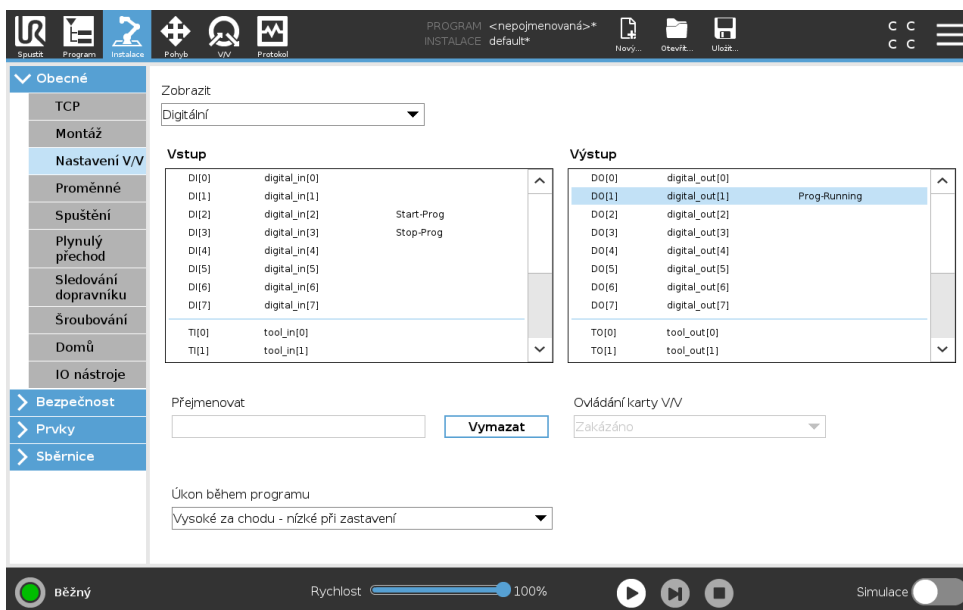 UR
PROGRAM <nepojmenovaná>*
INSTALACE default*
Spustit Program Instalace Pohyb V/V Protokol Nový... Otevřít... Uložit...
C C
C C
Obecné
TCP
Montáž
Nastavení V/V
Proměnné
Spuštění
Plynulý
přechod
Sledování
dopravníku
Šroubování
Domů
IO nástroje
Bezpečnost
Prvky
Sběrnice
Zobrazit
Digitální
Vstup
DI[0] digital_in[0]
DI[1] digital_in[1]
DI[2] digital_in[2] Start-Prog
DI[3] digital_in[3] Stop-Prog
DI[4] digital_in[4]
DI[5] digital_in[5]
DI[6] digital_in[6]
DI[7] digital_in[7]
TI[0] tool_in[0]
TI[1] tool_in[1]
Výstup
DO[0] digital_out[0]
DO[1] digital_out[1] Prog-Running
DO[2] digital_out[2]
DO[3] digital_out[3]
DO[4] digital_out[4]
DO[5] digital_out[5]
DO[6] digital_out[6]
DO[7] digital_out[7]
TO[0] tool_out[0]
TO[1] tool_out[1]
Přejmenovat
Vymazat
Ovládání karty V/V
Zakázáno
Úkon během programu
Vysoké za chodu - nízké při zastavení
Běžný
Rychlost 100%
Simulace